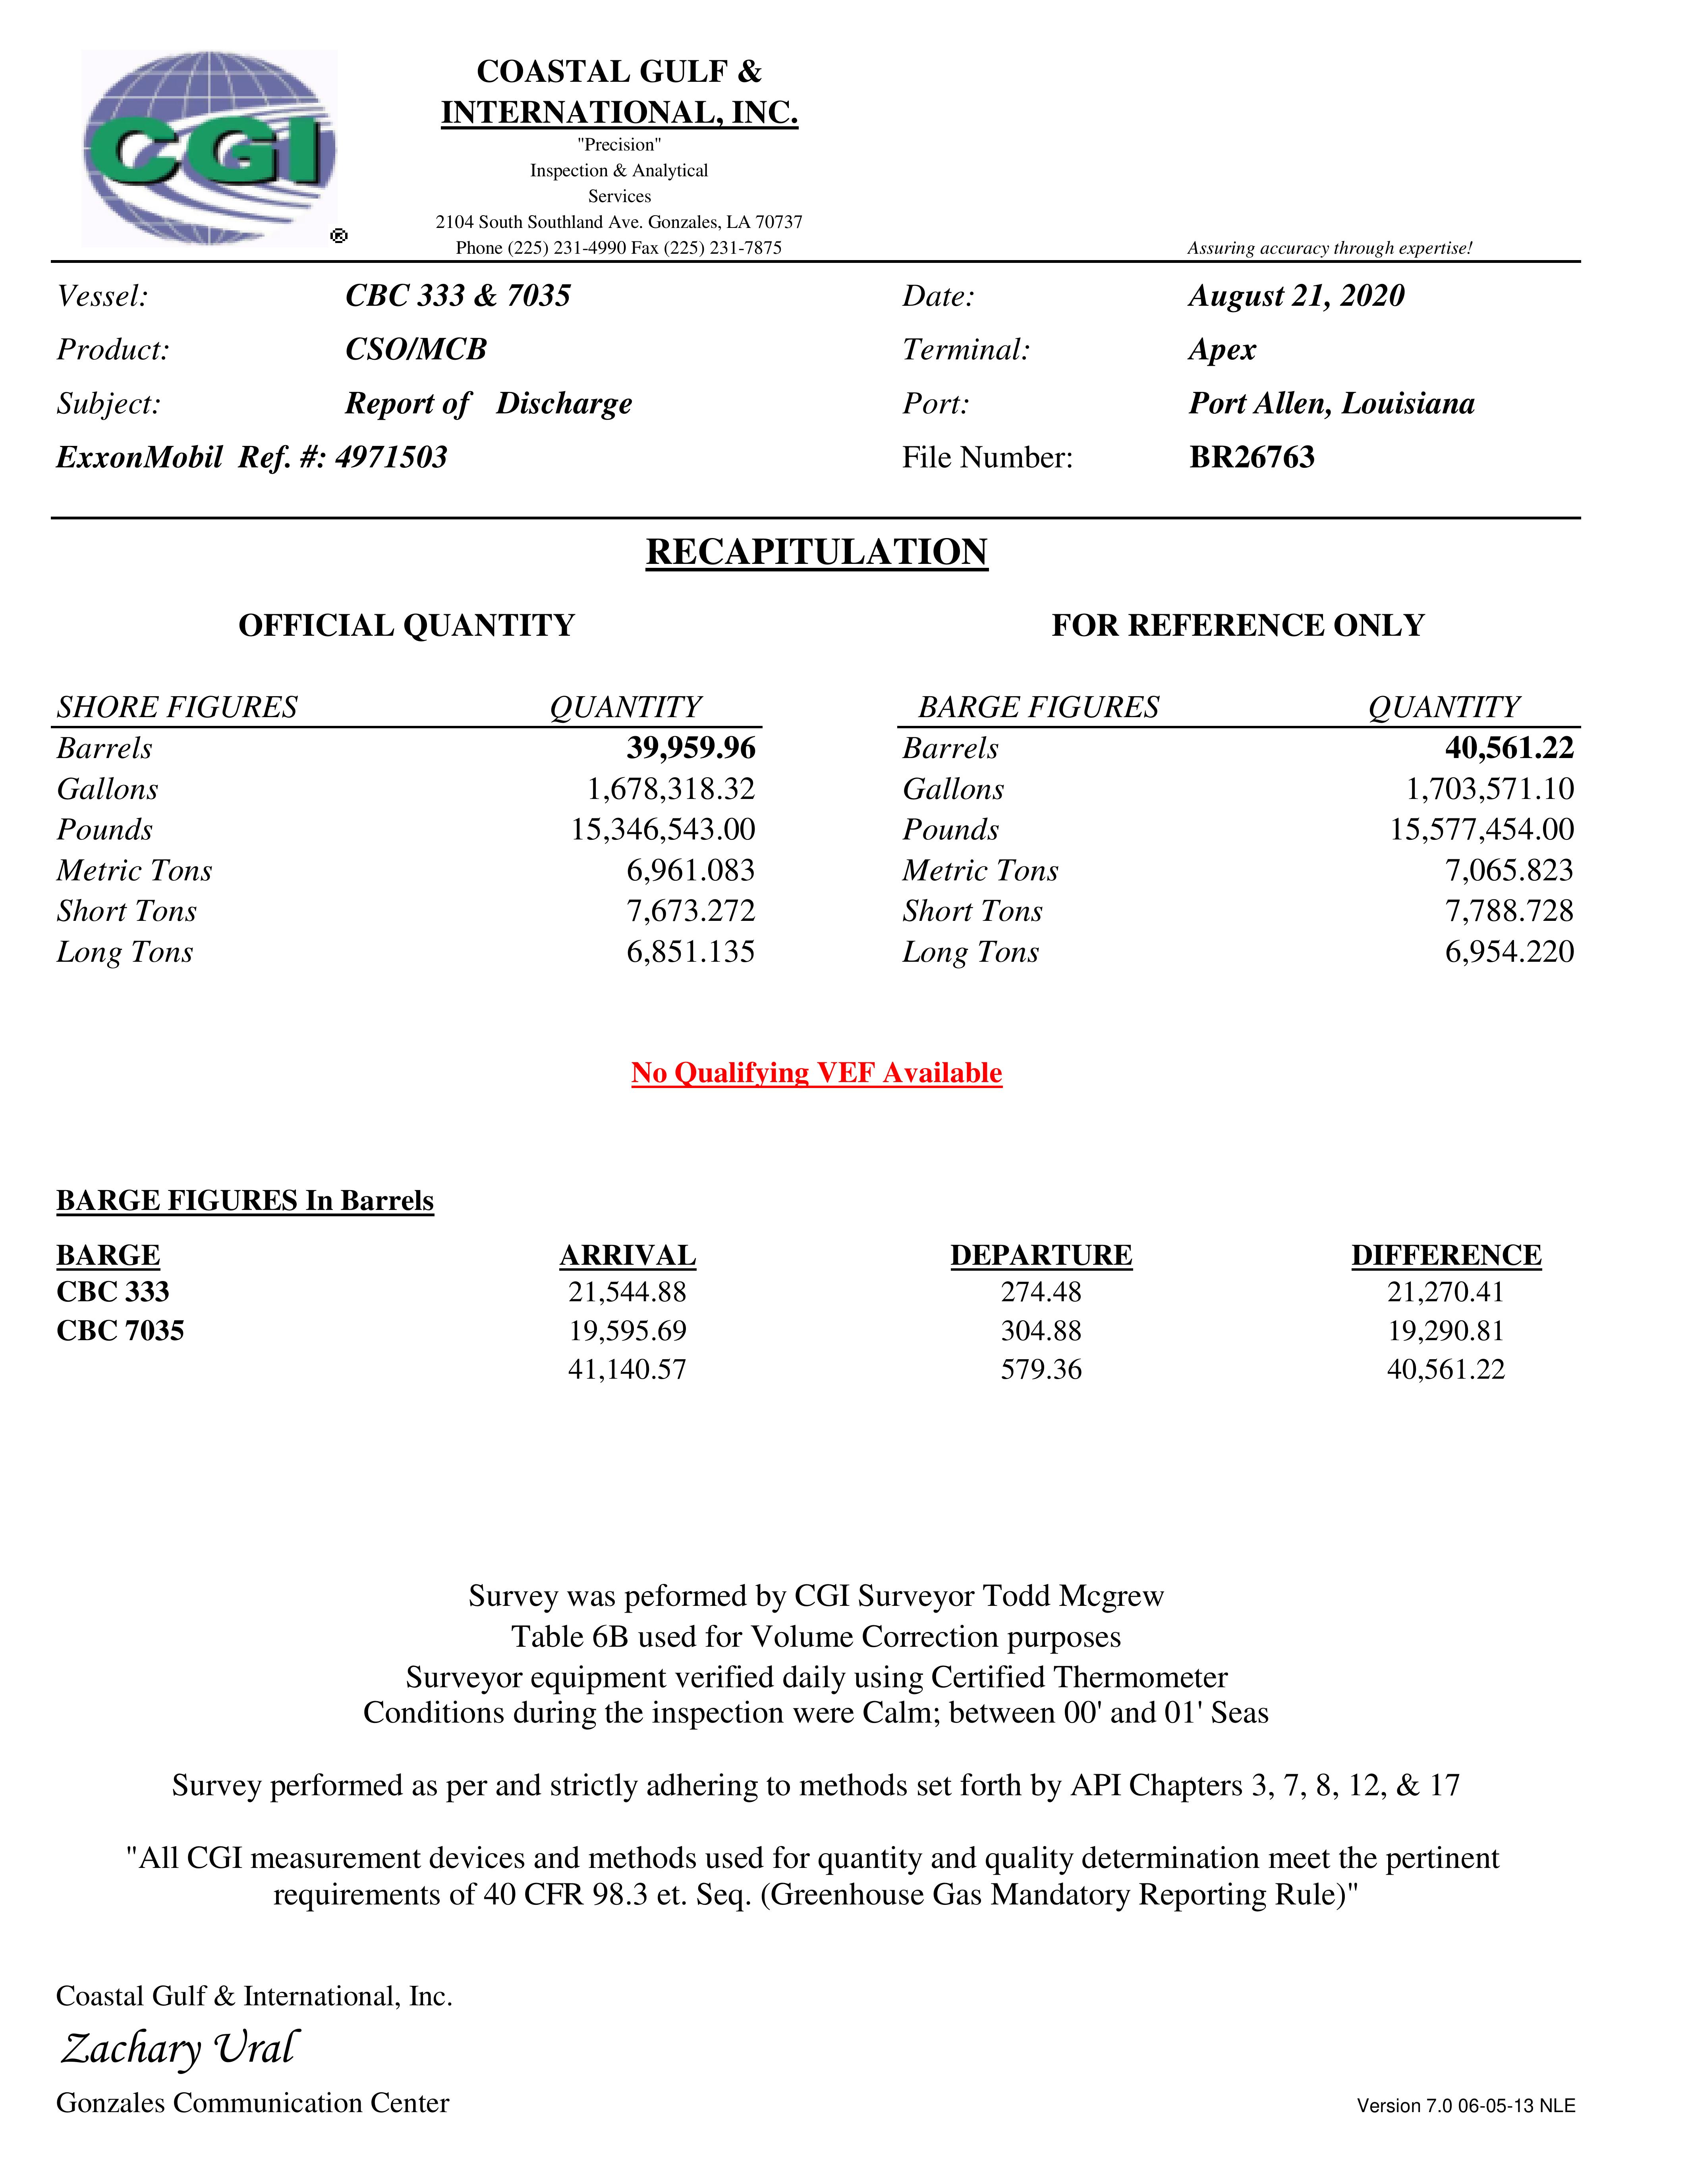 CGI
®
COASTAL GULF &
INTERNATIONAL, INC.
"Precision"
Inspection & Analytical
Services
2104 South Southland Ave. Gonzales, LA 70737
Phone (225) 231-4990 Fax (225) 231-7875
Assuring accuracy through expertise!
Vessel: CBC 333 & 7035 Date: August 21, 2020
Product: CSO/MCB Terminal: Apex
Subject: Report of Discharge Port: Port Allen, Louisiana
ExxonMobil Ref. #: 4971503 File Number: BR26763
RECAPITULATION
OFFICIAL QUANTITY FOR REFERENCE ONLY
SHORE FIGURES QUANTITY BARGE FIGURES QUANTITY
Barrels 39,959.96 Barrels 40,561.22
Gallons 1,678,318.32 Gallons 1,703,571.10
Pounds 15,346,543.00 Pounds 15,577,454.00
Metric Tons 6,961.083 Metric Tons 7,065.823
Short Tons 7,673.272 Short Tons 7,788.728
Long Tons 6,851.135 Long Tons 6,954.220
No Qualifying VEF Available
BARGE FIGURES In Barrels
BARGE ARRIVAL DEPARTURE DIFFERENCE
CBC 333 21,544.88 274.48 21,270.41
CBC 7035 19,595.69 304.88 19,290.81
41,140.57 579.36 40,561.22
Survey was peformed by CGI Surveyor Todd Mcgrew
Table 6B used for Volume Correction purposes
Surveyor equipment verified daily using Certified Thermometer
Conditions during the inspection were Calm; between 00' and 01' Seas
Survey performed as per and strictly adhering to methods set forth by API Chapters 3, 7, 8, 12, & 17
"All CGI measurement devices and methods used for quantity and quality determination meet the pertinent
requirements of 40 CFR 98.3 et. Seq. (Greenhouse Gas Mandatory Reporting Rule)"
Coastal Gulf & International, Inc.
Zachary Ural
Gonzales Communication Center
Version 7.0 06-05-13 NLE